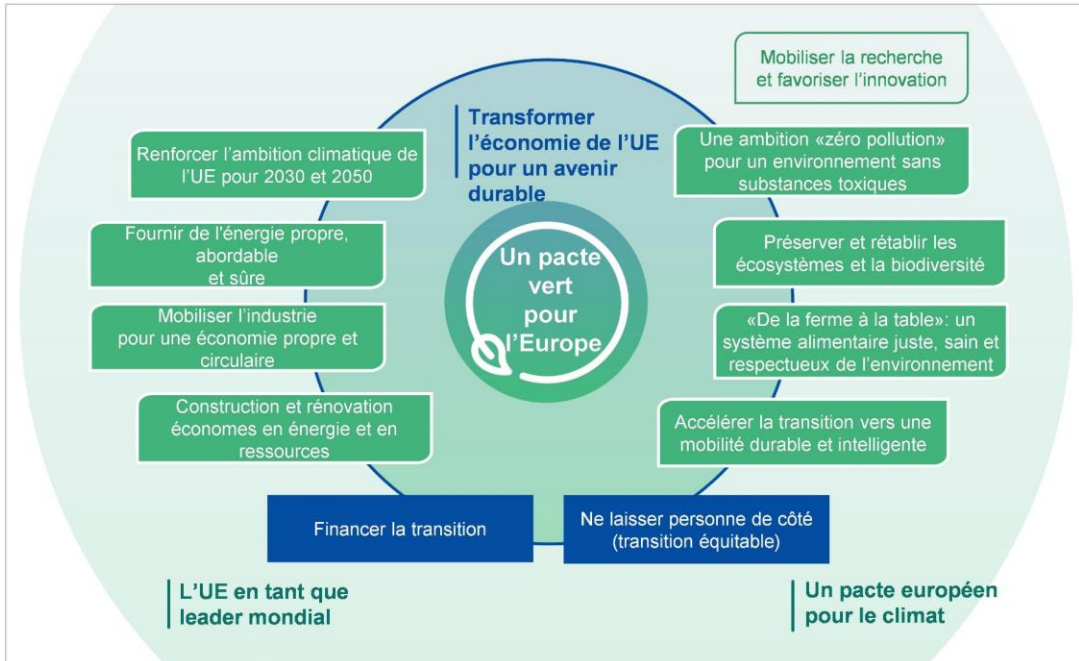 Mobiliser la recherche
et favoriser l'innovation
Transformer
l'économie de l'UE
pour un avenir
durable
Renforcer l'ambition climatique de
l'UE pour 2030 et 2050
Une ambition «zéro pollution»
pour un environnement sans
substances toxiques
Fournir de l'énergie propre,
abordable
et sûre
Préserver et rétablir les
écosystèmes et la biodiversité
Un pacte
vert
pour
l'Europe
Mobiliser l'industrie
pour une économie propre et
circulaire
«De la ferme à la table»: un
système alimentaire juste, sain et
respectueux de l'environnement
Construction et rénovation
économes en énergie et en
ressources
Accélérer la transition vers une
mobilité durable et intelligente
Financer la transition
Ne laisser personne de côté
(transition équitable)
L'UE en tant que
leader mondial
Un pacte européen
pour le climat